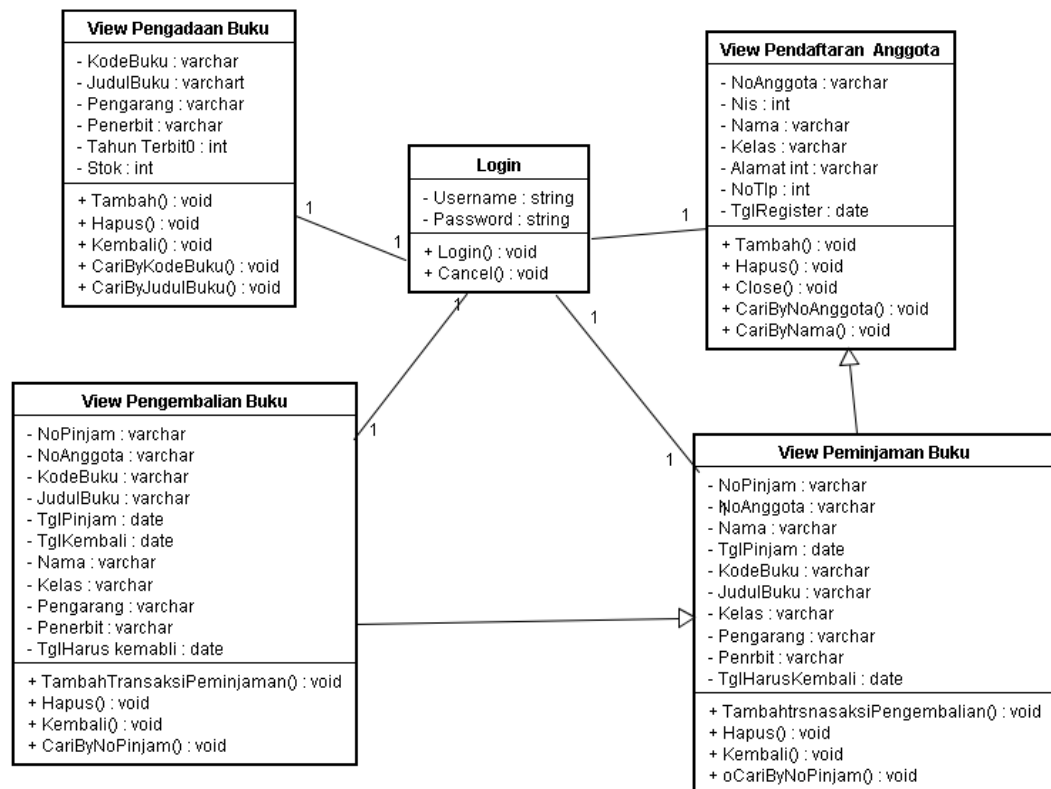 View Pengadaan Buku
- KodeBuku : varchar
- JudulBuku : varchart
- Pengarang : varchar
- Penerbit : varchar
- Tahun Terbit0 : int
- Stok : int
+ Tambah() : void
+ Hapus() : void
+ Kembali() : void
+ CariByKodeBuku() : void
+ CariByJudulBuku() : void
1
1
Login
- Username : string
- Password : string
+ Login() : void
+ Cancel() : void
1
View Pendaftaran Anggota
- NoAnggota : varchar
- Nis : int
- Nama : varchar
- Kelas : varchar
- Alamat int : varchar
- NoTlp : int
- TglRegister : date
+ Tambah() : void
+ Hapus() : void
+ Close() : void
+ CariByNoAnggota() : void
+ CariByNama() : void
1
1
1
1
View Pengembalian Buku
- NoPinjam : varchar
- NoAnggota : varchar
- KodeBuku : varchar
- JudulBuku : varchar
- TglPinjam : date
- TglKembali : date
- Nama : varchar
- Kelas : varchar
- Pengarang : varchar
- Penerbit : varchar
- TglHarus kemabli : date
+ TambahTransaksiPeminjaman() : void
+ Hapus() : void
+ Kembali() : void
+ CariByNoPinjam() : void
View Peminjaman Buku
- NoPinjam : varchar
- NoAnggota : varchar
- Nama : varchar
- TglPinjam : date
- KodeBuku : varchar
- JudulBuku : varchar
- Kelas : varchar
- Pengarang : varchar
- Penrbit : varchar
- TglHarusKembali : date
+ TambahtrsnasaksiPengembalian() : void
+ Hapus() : void
+ Kembali() : void
+ oCariByNoPinjam() : void